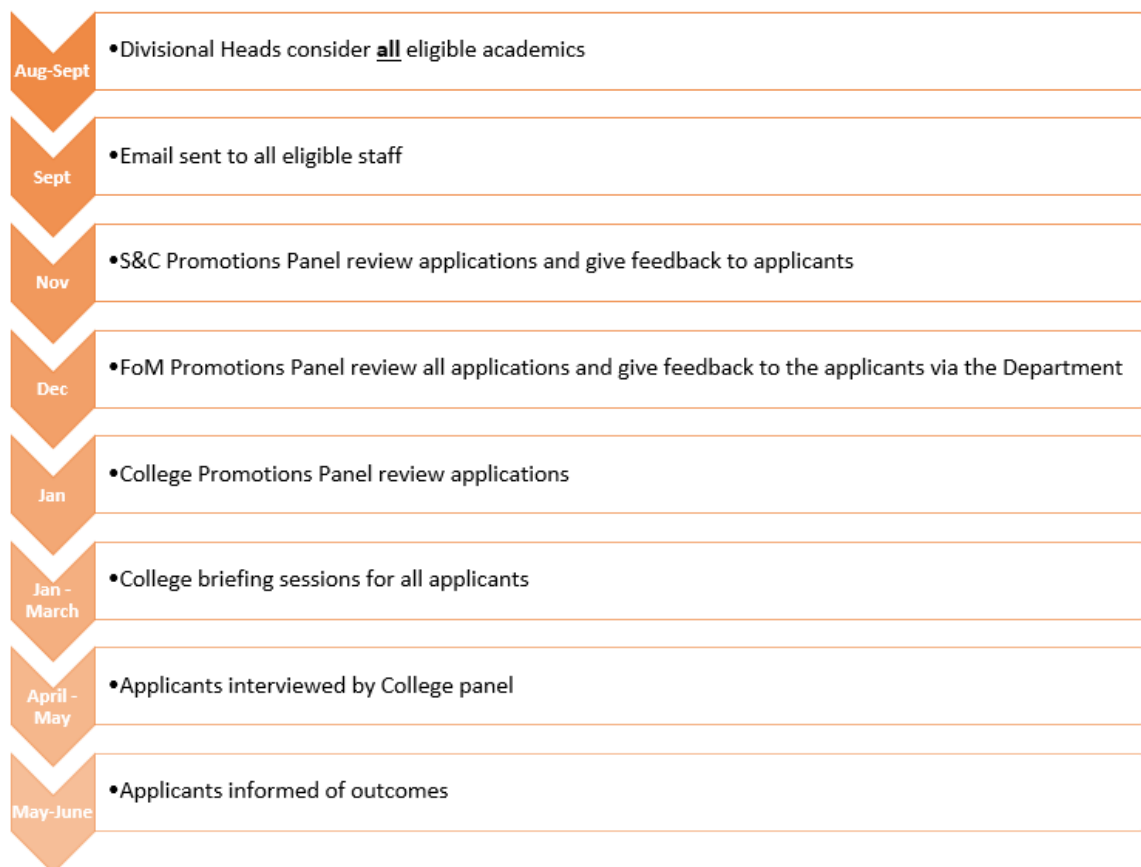 Aug-Sept
•Divisional Heads consider all eligible academics
Sept
•Email sent to all eligible staff
Nov
•S&C Promotions Panel review applications and give feedback to applicants
Dec
•FoM Promotions Panel review all applications and give feedback to the applicants via the Department
Jan
•College Promotions Panel review applications
Jan -
March
•College briefing sessions for all applicants
April -
May
•Applicants interviewed by College panel
May-June
•Applicants informed of outcomes